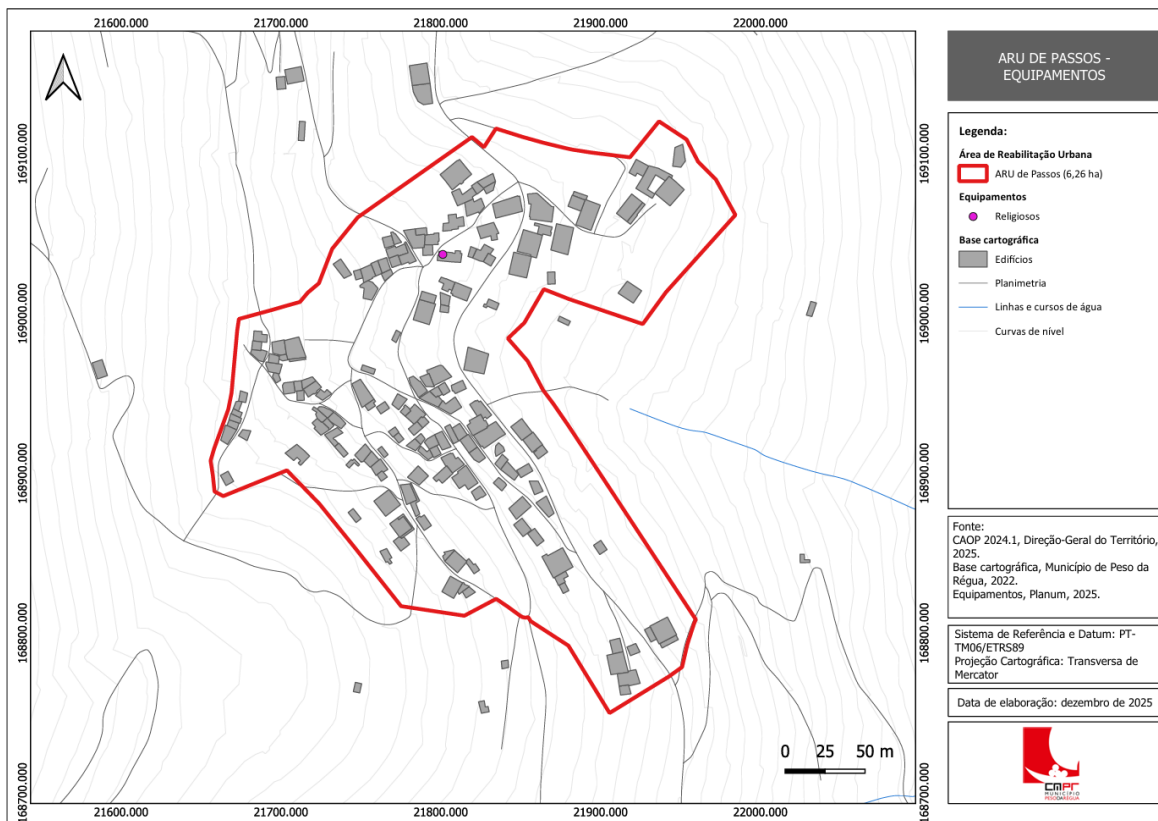 21600.000
21700.000
21800.000
21900.000
22000.000
169100.000
169000.000
168900.000
168800.000
168700.000
169100.000
169000.000
168900.000
168800.000
168700.000
0 25 50 m
21600.000
21700.000
21800.000
21900.000
22000.000
ARU DE PASSOS -
EQUIPAMENTOS
Legenda:
Área de Reabilitação Urbana
ARU de Passos (6,26 ha)
Equipamentos
Religiosos
Base cartográfica
Edifícios
Planimetria
Linhas e cursos de água
Curvas de nível
Fonte:
CAOP 2024.1, Direção-Geral do Território,
2025.
Base cartográfica, Município de Peso da
Régua, 2022.
Equipamentos, Planum, 2025.
Sistema de Referência e Datum: PT-
TM06/ETRS89
Projeção Cartográfica: Transversa de
Mercator
Data de elaboração: dezembro de 2025
CMPR
MUNICÍPIO
PESO DA RÉGUA